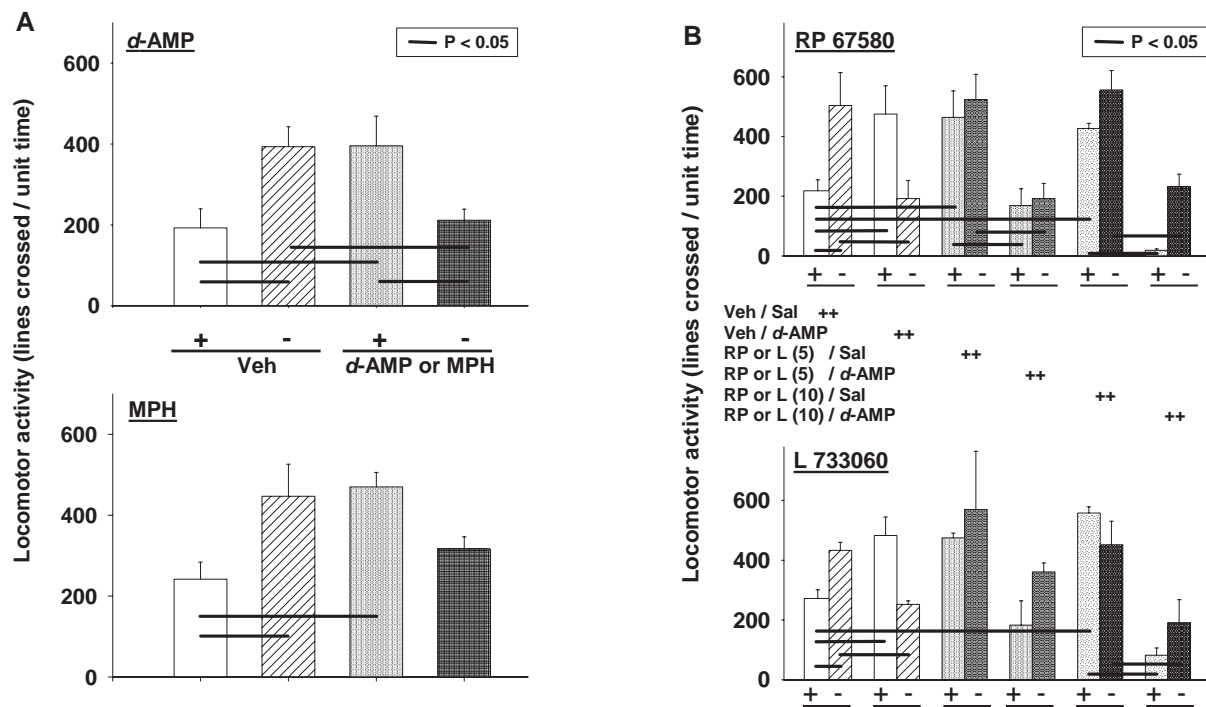 A
d-AMP
P < 0.05
600
400
200
0
+ - + -
Veh d-AMP or MPH
MPH
600
400
200
0
Locomotor activity (lines crossed / unit time)
B
RP 67580
P < 0.05
600
400
200
0
+ - + - + - + - + - + -
Veh / Sal ++
Veh / d-AMP ++
RP or L (5) / Sal ++
RP or L (5) / d-AMP ++
RP or L (10) / Sal ++
RP or L (10) / d-AMP ++
L 733060
600
400
200
0
+ - + - + - + - + - + -
Locomotor activity (lines crossed / unit time)